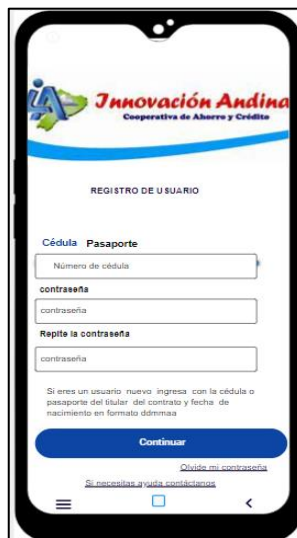 Innovación Andina
Cooperativa de Ahorro y Crédito
REGISTRO DE USUARIO
Cédula Pasaporte
Número de cédula
contraseña
contraseña
Repite la contraseña
contraseña
Si eres un usuario nuevo ingresa con la cédula o
pasaporte del titular del contrato y fecha de
nacimiento en formato ddmmaa
Continuar
Olvide mi contraseña
Si necesitas ayuda contáctanos